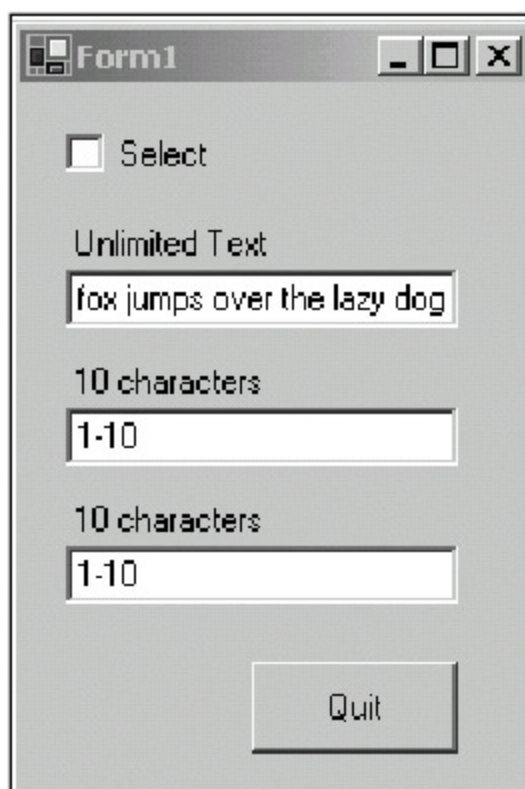 Form1
Select
Unlimited Text
fox jumps over the lazy dog
10 characters
1-10
10 characters
1-10
Quit